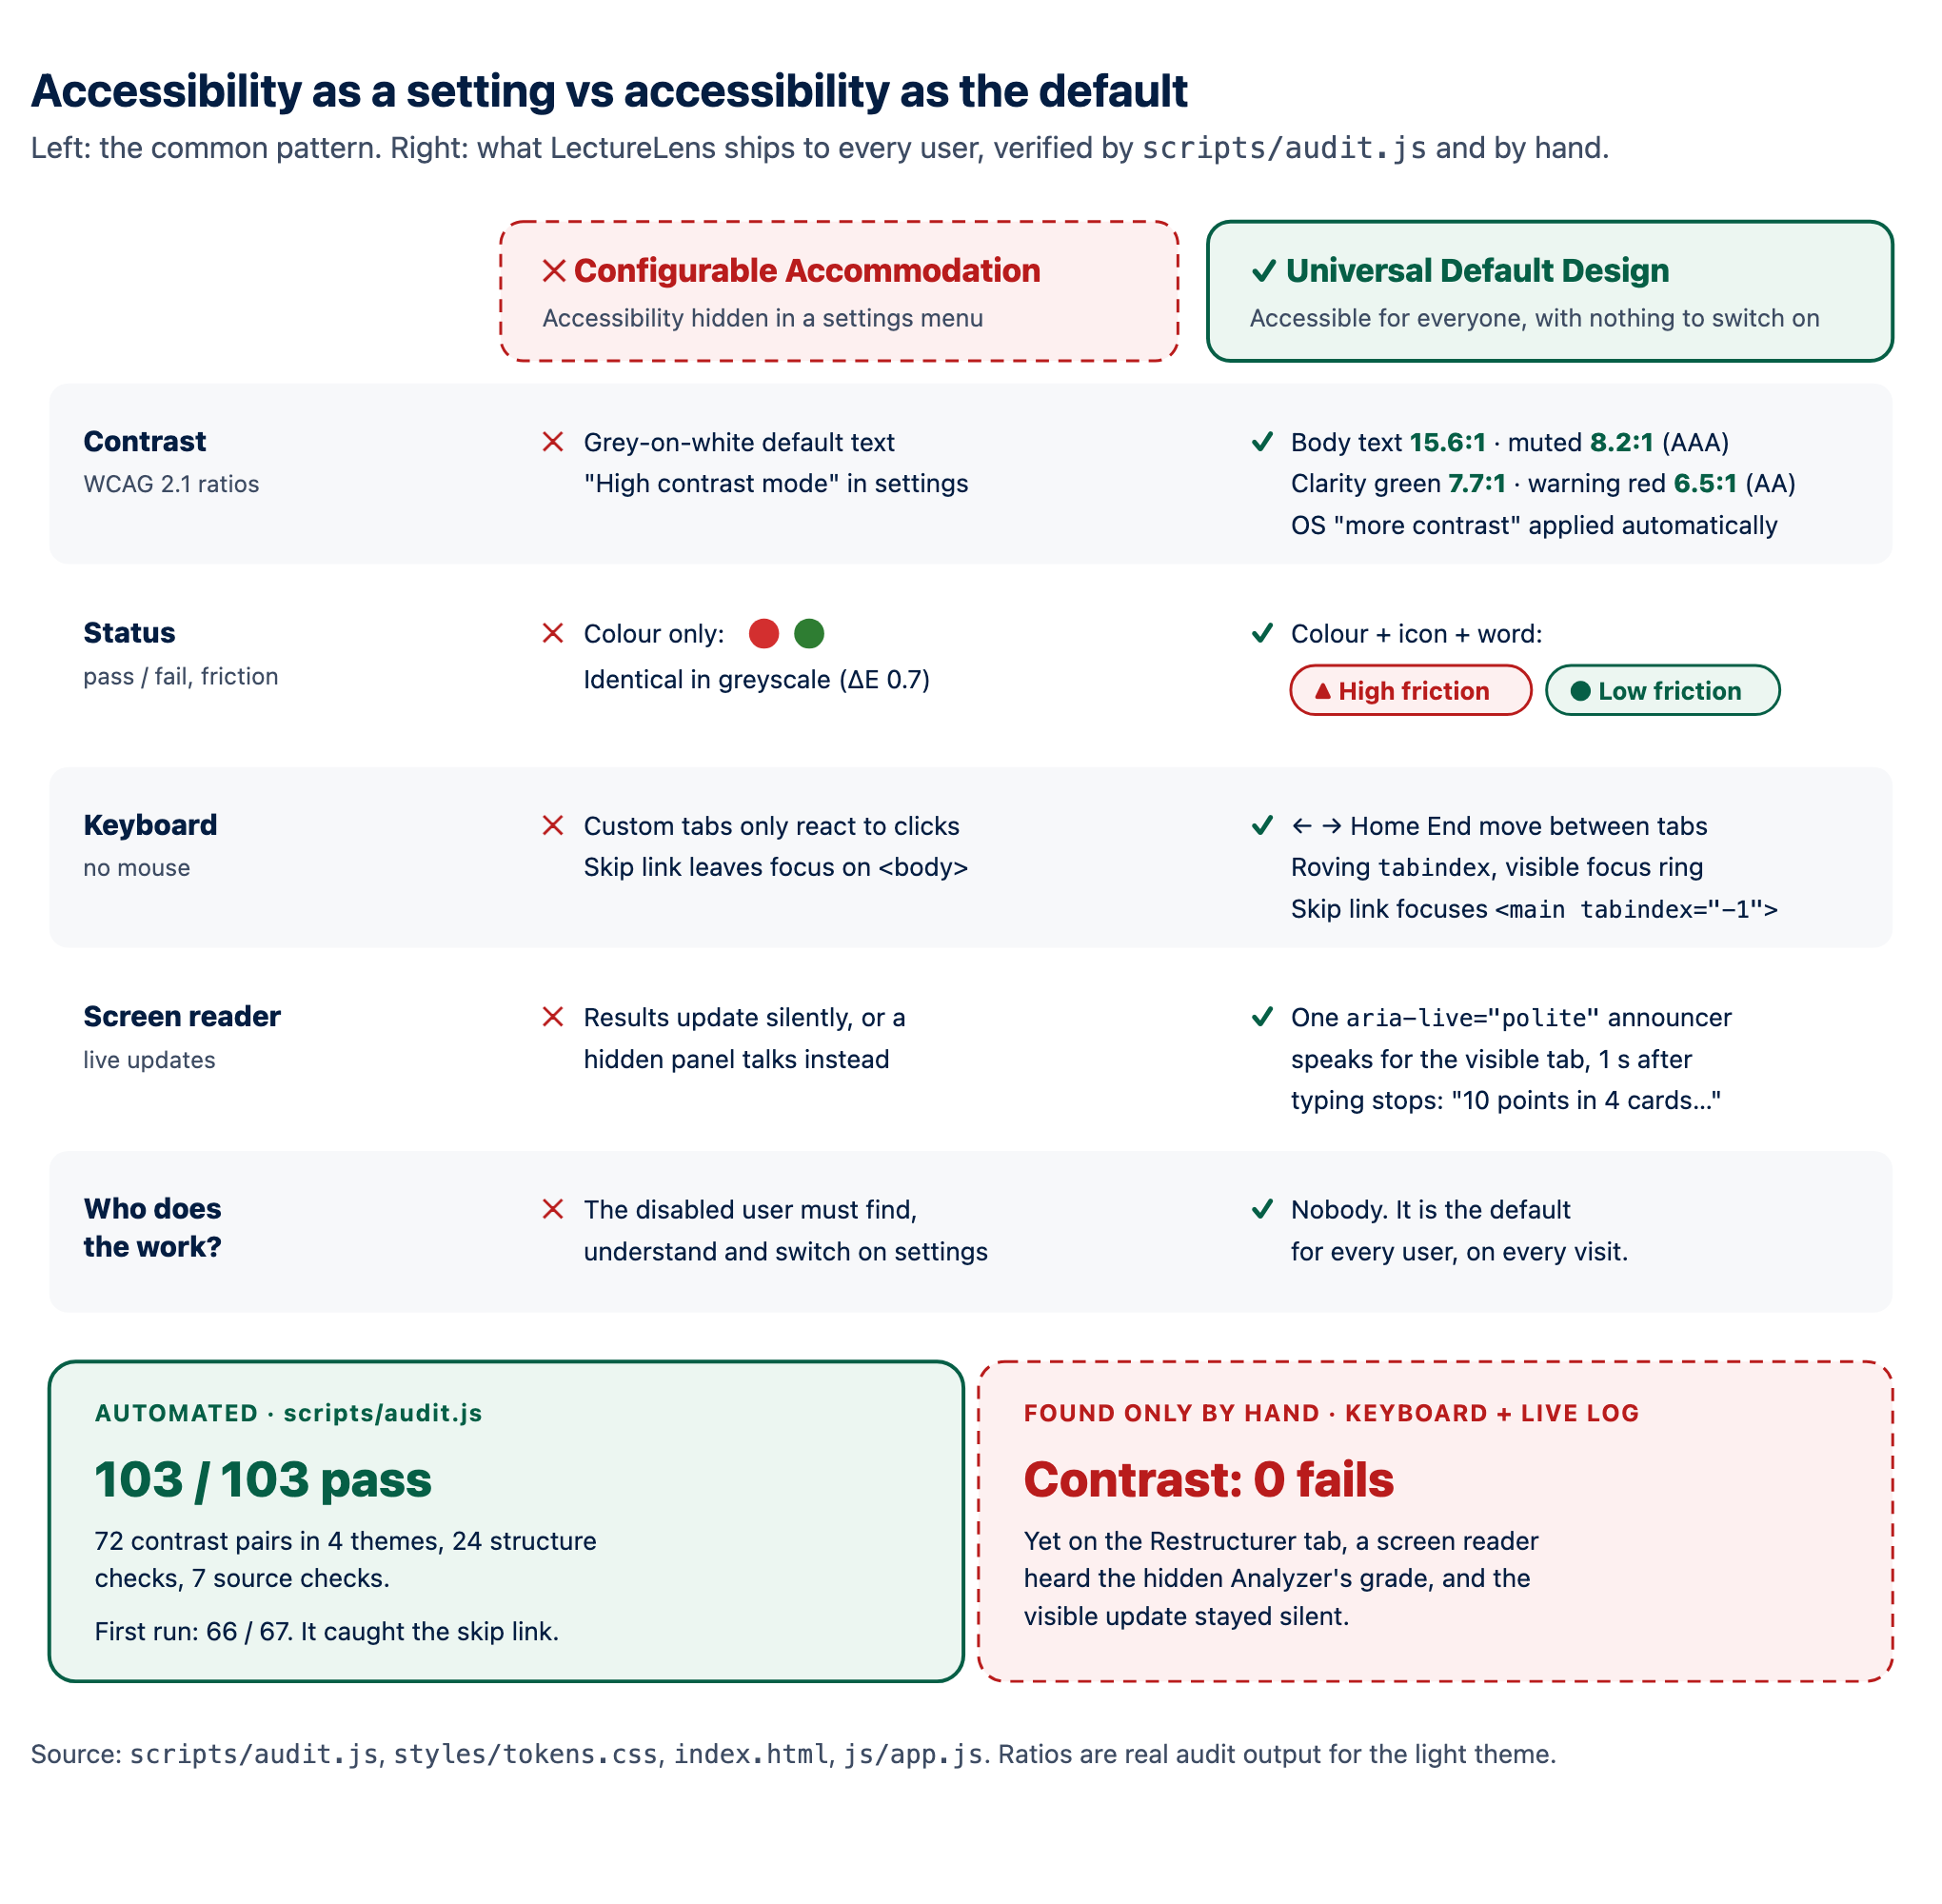 Accessibility as a setting vs accessibility as the default
Left: the common pattern. Right: what LectureLens ships to every user, verified by scripts/audit.js and by hand.
Configurable Accommodation
Accessibility hidden in a settings menu
Universal Default Design
Accessible for everyone, with nothing to switch on
Contrast
WCAG 2.1 ratios
Grey-on-white default text
"High contrast mode" in settings
Body text 15.6:1 · muted 8.2:1 (AAA)
Clarity green 7.7:1 · warning red 6.5:1 (AA)
OS "more contrast" applied automatically
Status
pass / fail, friction
Colour only:
Identical in greyscale (ΔE 0.7)
Colour + icon + word:
High friction
Low friction
Keyboard
no mouse
Custom tabs only react to clicks
Skip link leaves focus on <body>
← → Home End move between tabs
Roving tabindex, visible focus ring
Skip link focuses <main tabindex="-1">
Screen reader
live updates
Results update silently, or a
hidden panel talks instead
One aria-live="polite" announcer
speaks for the visible tab, 1 s after
typing stops: "10 points in 4 cards…"
Who does
the work?
The disabled user must find,
understand and switch on settings
Nobody. It is the default
for every user, on every visit.
AUTOMATED · scripts/audit.js
103 / 103 pass
72 contrast pairs in 4 themes, 24 structure
checks, 7 source checks.
First run: 66 / 67. It caught the skip link.
FOUND ONLY BY HAND · KEYBOARD + LIVE LOG
Contrast: 0 fails
Yet on the Restructurer tab, a screen reader
heard the hidden Analyzer's grade, and the
visible update stayed silent.
Source: scripts/audit.js, styles/tokens.css, index.html, js/app.js. Ratios are real audit output for the light theme.